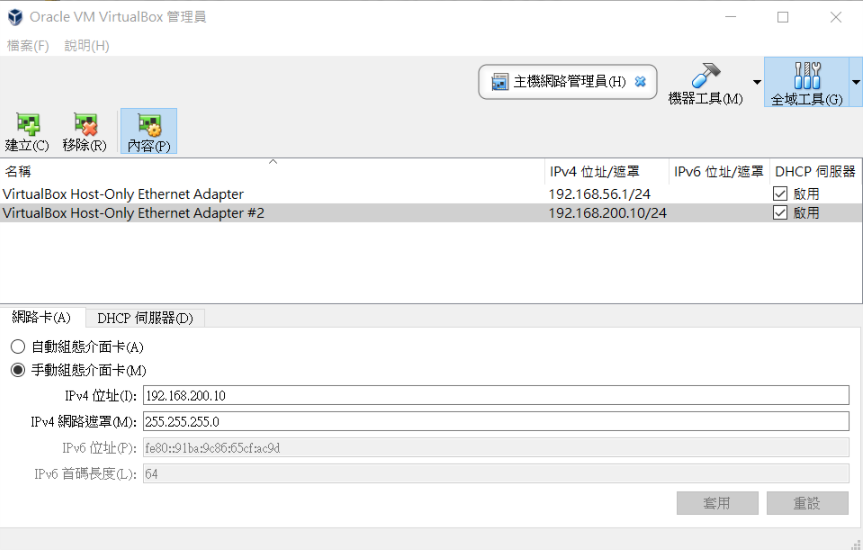 Oracle VM VirtualBox 管理員
檔案(F) 說明(H)
主機網路管理員(H)
機器工具(M)
全域工具(G)
建立(C) 移除(R) 內容(P)
名稱 IPv4 位址/遮罩 IPv6 位址/遮罩 DHCP 伺服器
VirtualBox Host-Only Ethernet Adapter 192.168.56.1/24 啟用
VirtualBox Host-Only Ethernet Adapter #2 192.168.200.10/24 啟用
網路卡(A) DHCP 伺服器(D)
自動組態介面卡(A)
手動組態介面卡(M)
IPv4 位址(I): 192.168.200.10
IPv4 網路遮罩(M): 255.255.255.0
IPv6 位址(P): fe80::91ba:9c86:65cf:ac9d
IPv6 首碼長度(L): 64
套用 重設